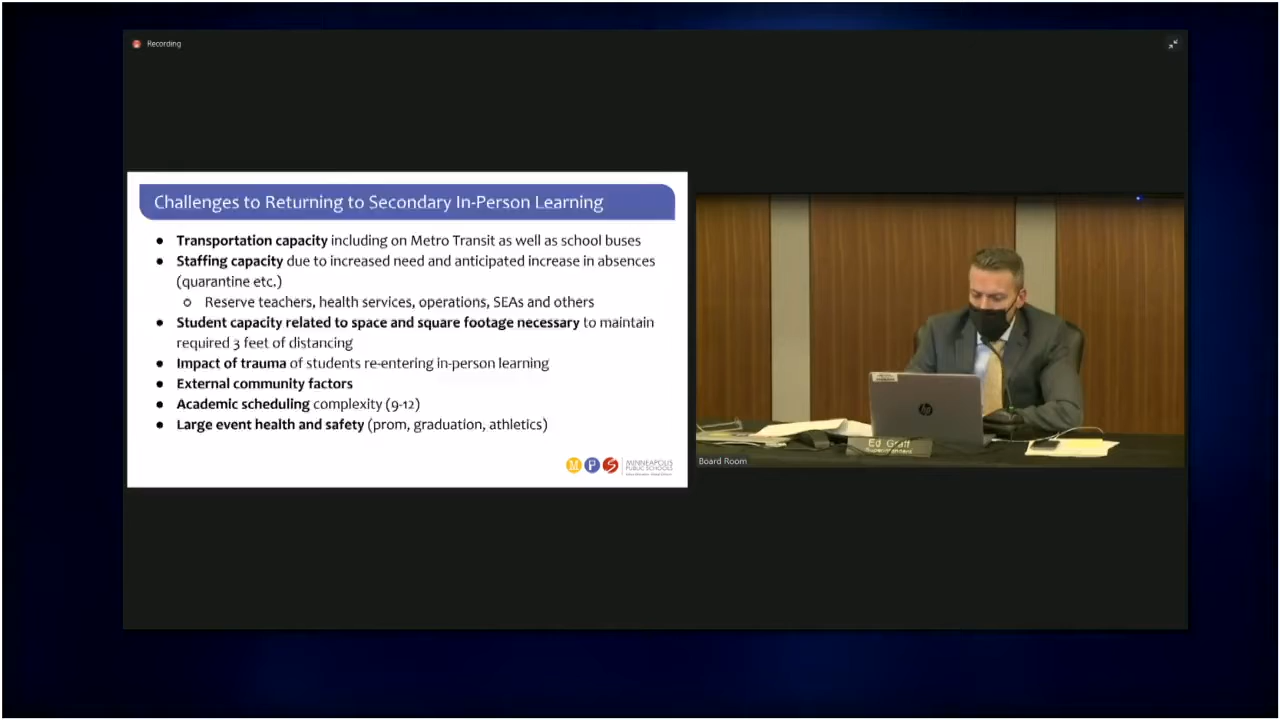 Recording
Challenges to Returning to Secondary In-Person Learning
● Transportation capacity including on Metro Transit as well as school buses
● Staffing capacity due to increased need and anticipated increase in absences
(quarantine etc.)
○ Reserve teachers, health services, operations, SEAs and others
● Student capacity related to space and square footage necessary to maintain
required 3 feet of distancing
● Impact of trauma of students re-entering in-person learning
● External community factors
● Academic scheduling complexity (9-12)
● Large event health and safety (prom, graduation, athletics)
M P S MINNEAPOLIS
PUBLIC SCHOOLS
hp
Ed Graff
Superintendent
Board Room